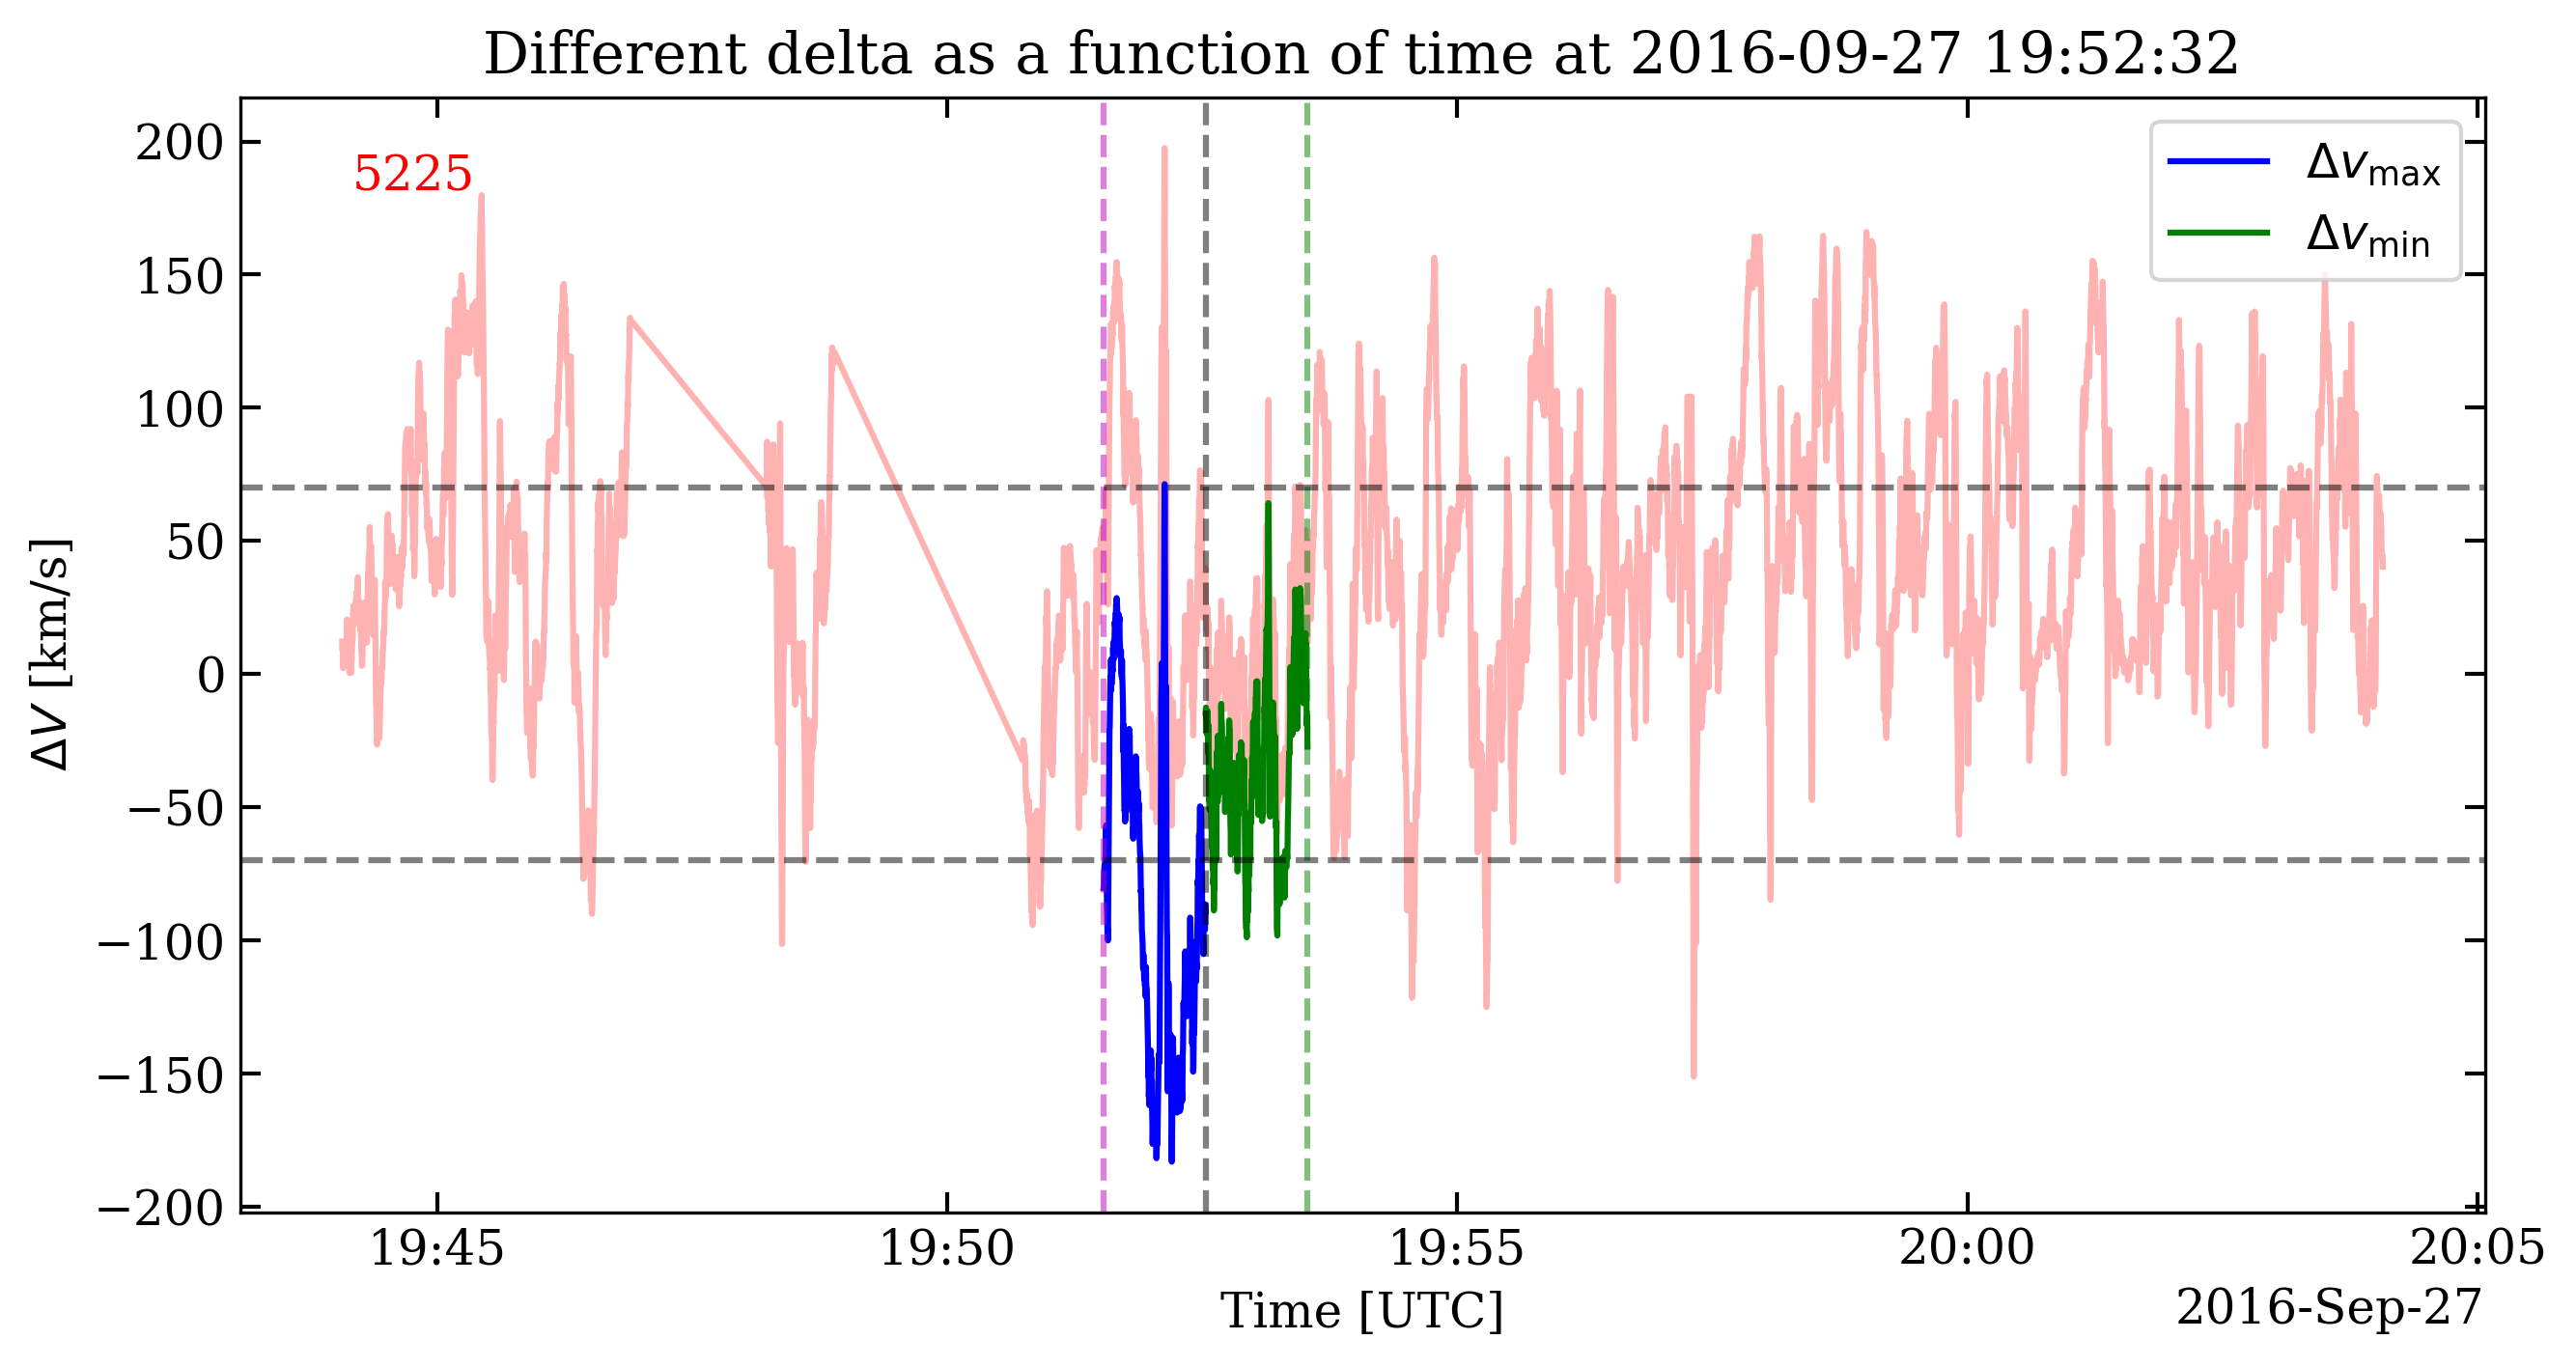 Different delta as a function of time at 2016-09-27 19:52:32
5225
Δv_max
Δv_min
200
150
100
50
0
−50
−100
−150
−200
ΔV [km/s]
19:45 19:50 19:55 20:00 20:05
Time [UTC]
2016-Sep-27